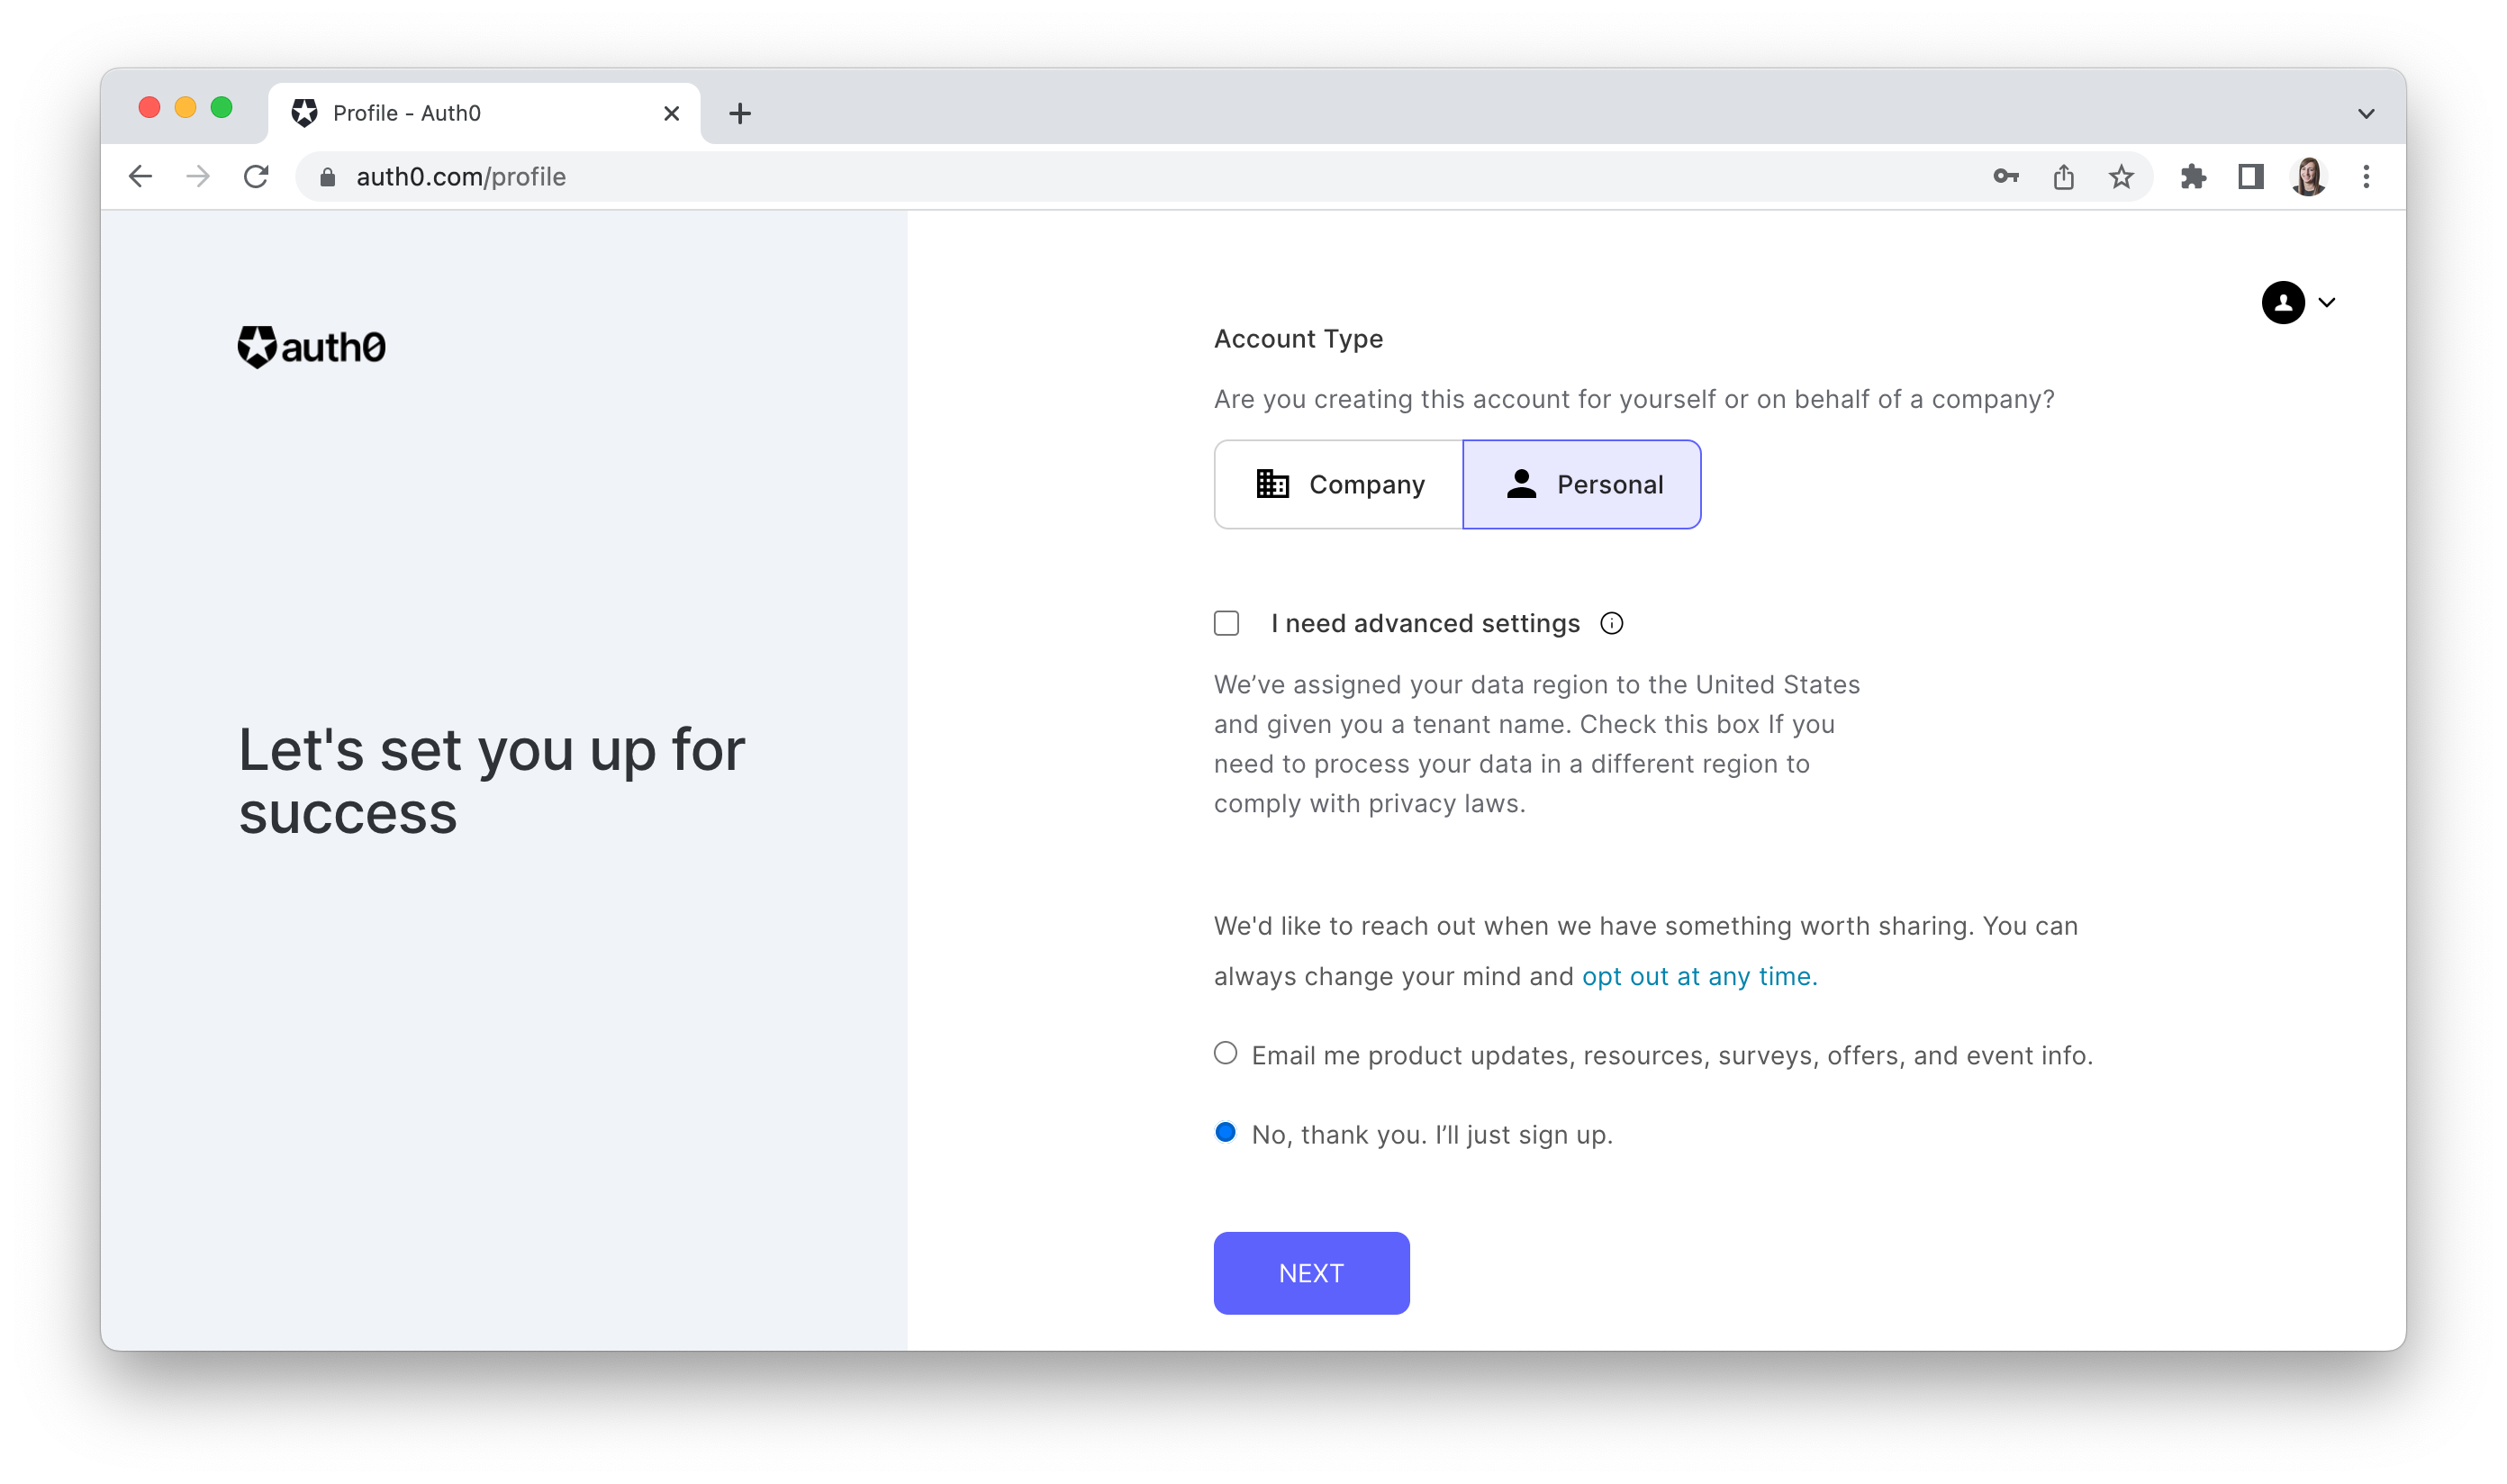 Profile - Auth0
auth0.com/profile
auth0
Let's set you up for
success
Account Type
Are you creating this account for yourself or on behalf of a company?
Company
Personal
I need advanced settings
We’ve assigned your data region to the United States
and given you a tenant name. Check this box If you
need to process your data in a different region to
comply with privacy laws.
We'd like to reach out when we have something worth sharing. You can
always change your mind and opt out at any time.
Email me product updates, resources, surveys, offers, and event info.
No, thank you. I’ll just sign up.
NEXT